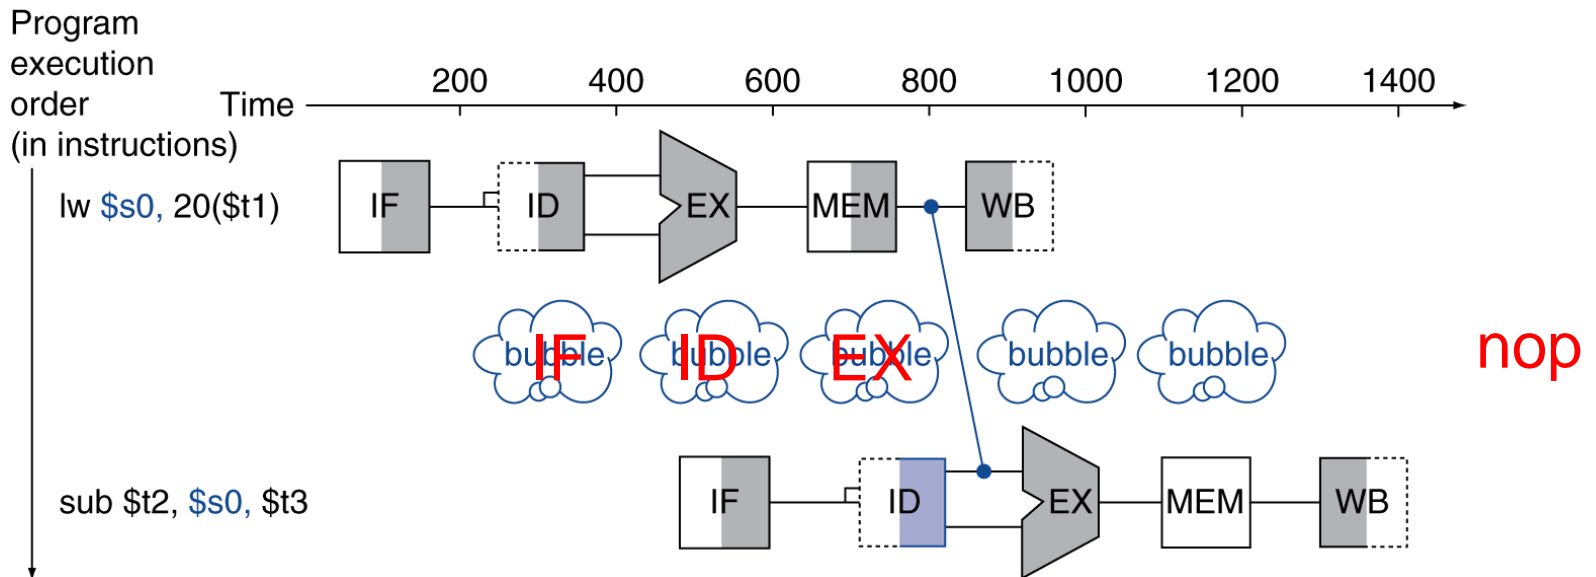 Program
execution
order
(in instructions)
Time
200 400 600 800 1000 1200 1400
lw $s0, 20($t1)
IF ID EX MEM WB
bubble bubble bubble bubble bubble
IF ID EX
nop
sub $t2, $s0, $t3
IF ID EX MEM WB